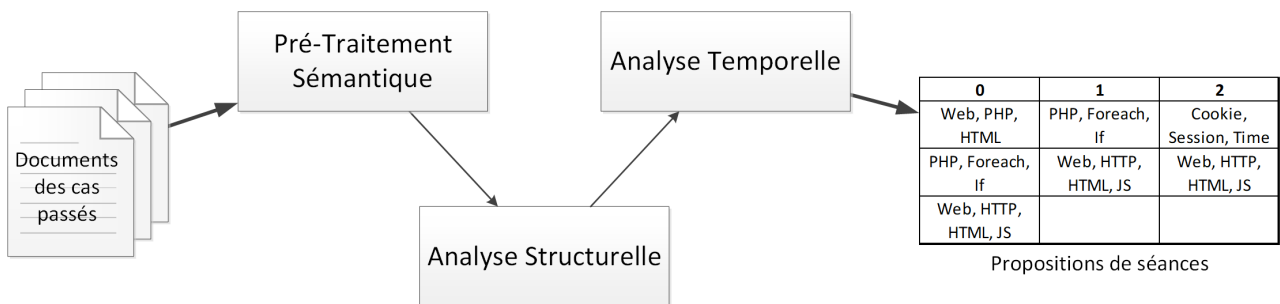 Documents
des cas
passés
Pré-Traitement
Sémantique
Analyse Structurelle
Analyse Temporelle
0 1 2
Web, PHP, PHP, Foreach, Cookie,
HTML If Session, Time
PHP, Foreach, Web, HTTP, Web, HTTP,
If HTML, JS HTML, JS
Web, HTTP,
HTML, JS
Propositions de séances